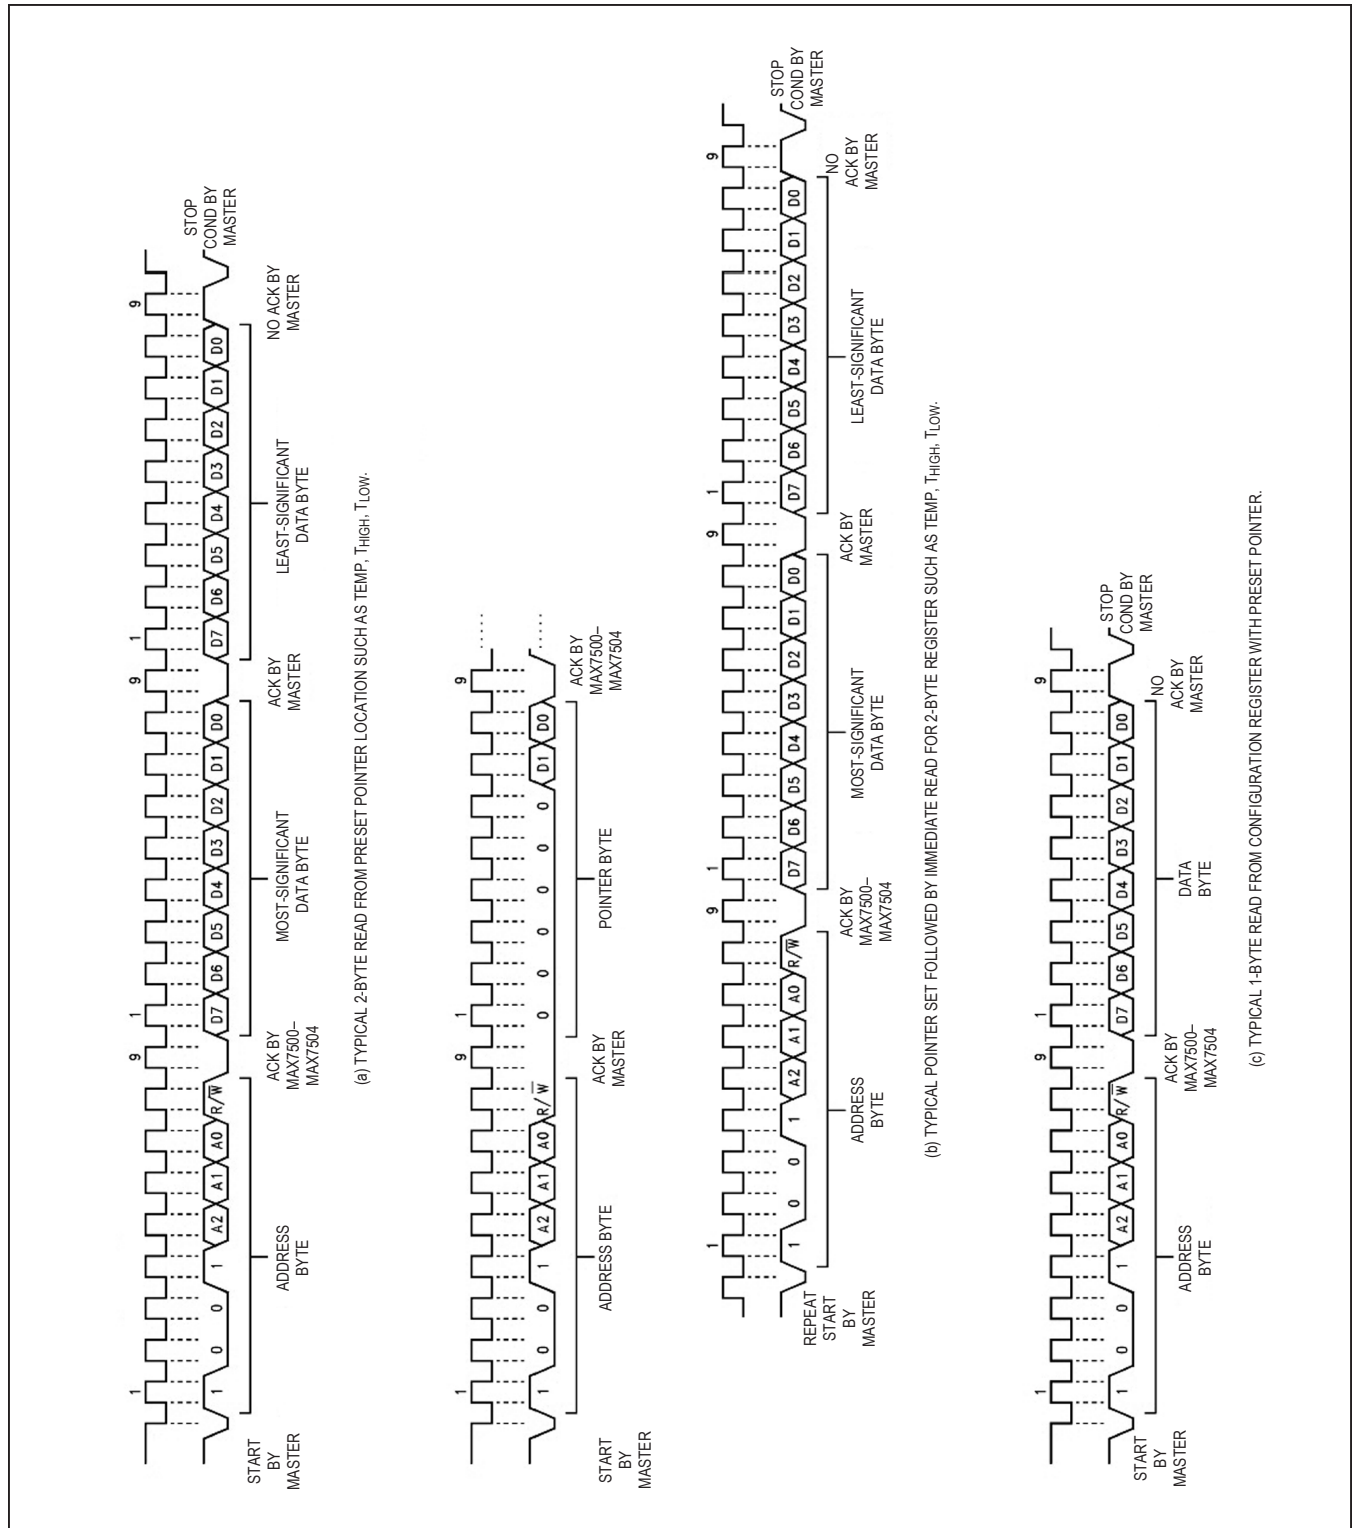 1 9 1 9 1 9
1 0 0 1 A2 A1 A0 R/W̅ D7 D6 D5 D4 D3 D2 D1 D0 D7 D6 D5 D4 D3 D2 D1 D0
START
BY
MASTER
ADDRESS
BYTE
ACK BY
MAX7500–
MAX7504
MOST-SIGNIFICANT
DATA BYTE
ACK BY
MASTER
LEAST-SIGNIFICANT
DATA BYTE
NO ACK BY
MASTER
STOP
COND BY
MASTER
(a) TYPICAL 2-BYTE READ FROM PRESET POINTER LOCATION SUCH AS TEMP, THIGH, TLOW.
1 9 1 9
1 0 0 1 A2 A1 A0 R/W̅ 0 0 0 0 0 0 D1 D0
START
BY
MASTER
ADDRESS BYTE
ACK BY
MASTER
POINTER BYTE
ACK BY
MAX7500–
MAX7504
1 9 1 9 1 9
1 0 0 1 A2 A1 A0 R/W̅ D7 D6 D5 D4 D3 D2 D1 D0 D7 D6 D5 D4 D3 D2 D1 D0
REPEAT
START
BY
MASTER
ADDRESS
BYTE
ACK BY
MAX7500–
MAX7504
MOST-SIGNIFICANT
DATA BYTE
ACK BY
MASTER
LEAST-SIGNIFICANT
DATA BYTE
NO
ACK BY
MASTER
STOP
COND BY
MASTER
(b) TYPICAL POINTER SET FOLLOWED BY IMMEDIATE READ FOR 2-BYTE REGISTER SUCH AS TEMP, THIGH, TLOW.
1 9 1 9
1 0 0 1 A2 A1 A0 R/W̅ D7 D6 D5 D4 D3 D2 D1 D0
START
BY
MASTER
ADDRESS
BYTE
ACK BY
MAX7500–
MAX7504
DATA
BYTE
NO
ACK BY
MASTER
STOP
COND BY
MASTER
(c) TYPICAL 1-BYTE READ FROM CONFIGURATION REGISTER WITH PRESET POINTER.